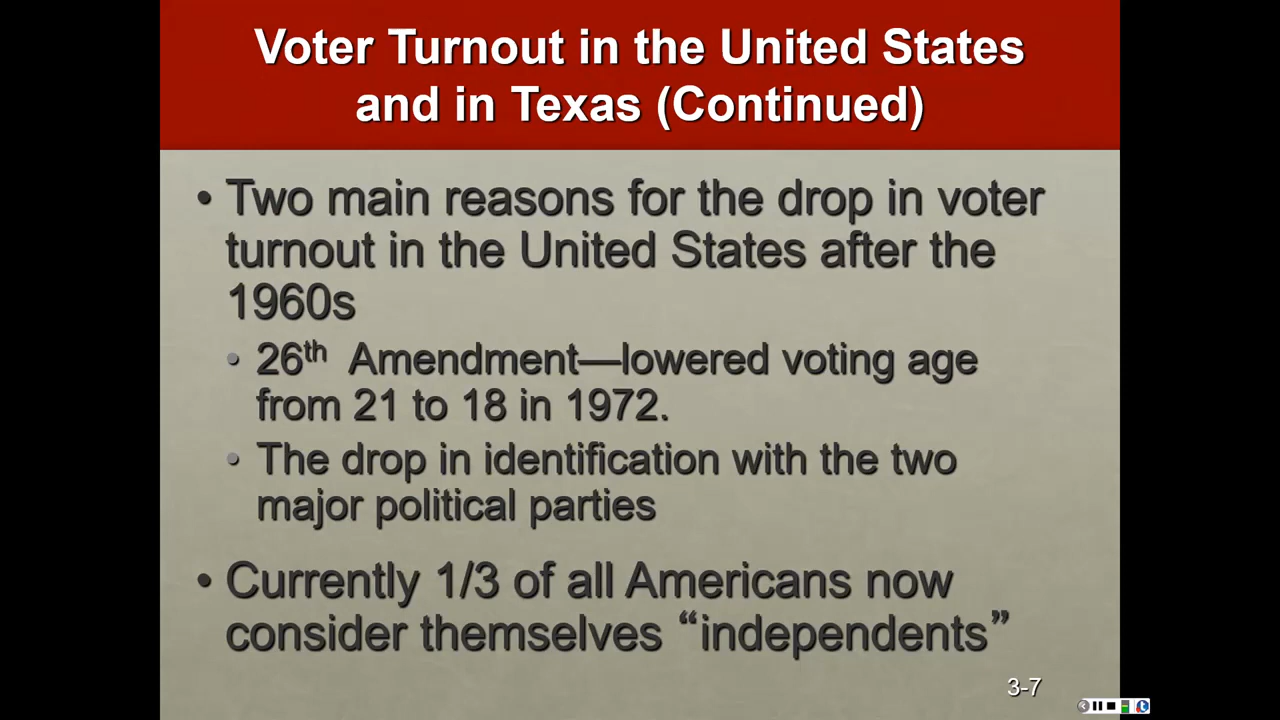 Voter Turnout in the United States
and in Texas (Continued)
• Two main reasons for the drop in voter
turnout in the United States after the
1960s
• 26th Amendment—lowered voting age
from 21 to 18 in 1972.
• The drop in identification with the two
major political parties
• Currently 1/3 of all Americans now
consider themselves “independents”
3-7